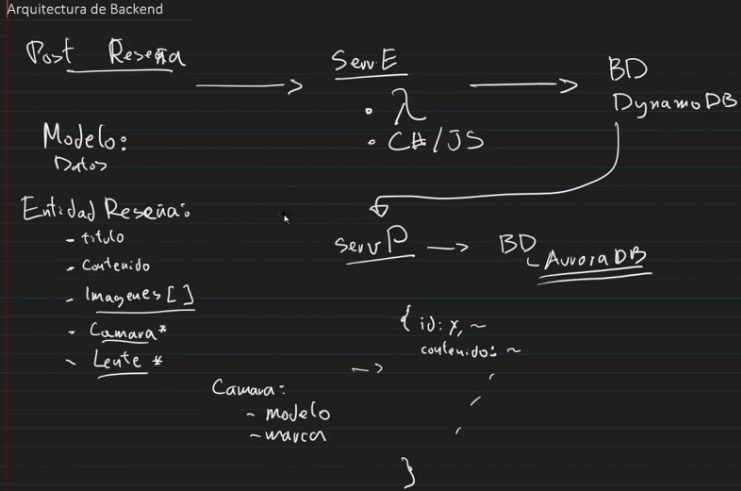 Arquitectura de Backend
Post Reseña
Serv E
• λ
• C#/JS
BD
DynamoDB
Modelo:
Datos
Entidad Reseña:
- titulo
- Contenido
- Imagenes []
- Camara*
- Lente *
Serv P → BD
AuroraDB
{ id: x, ~
contenido: ~
Camara:
- modelo
- marca
}